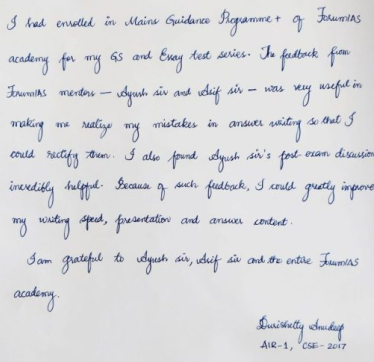 I had enrolled in Mains Guidance Programme+ of ForumIAS
academy for my GS and Essay test series. The feedback from
ForumIAS mentors — Ayush sir and Asif sir — was very useful in
making me realize my mistakes in answer writing so that I
could rectify them. I also found Ayush sir's post-exam discussion
incredibly helpful. Because of such feedback, I could greatly improve
my writing speed, presentation and answer content.
I am grateful to Ayush sir, Asif sir and the entire ForumIAS
academy.
Durishetty Anudeep
AIR-1, CSE-2017